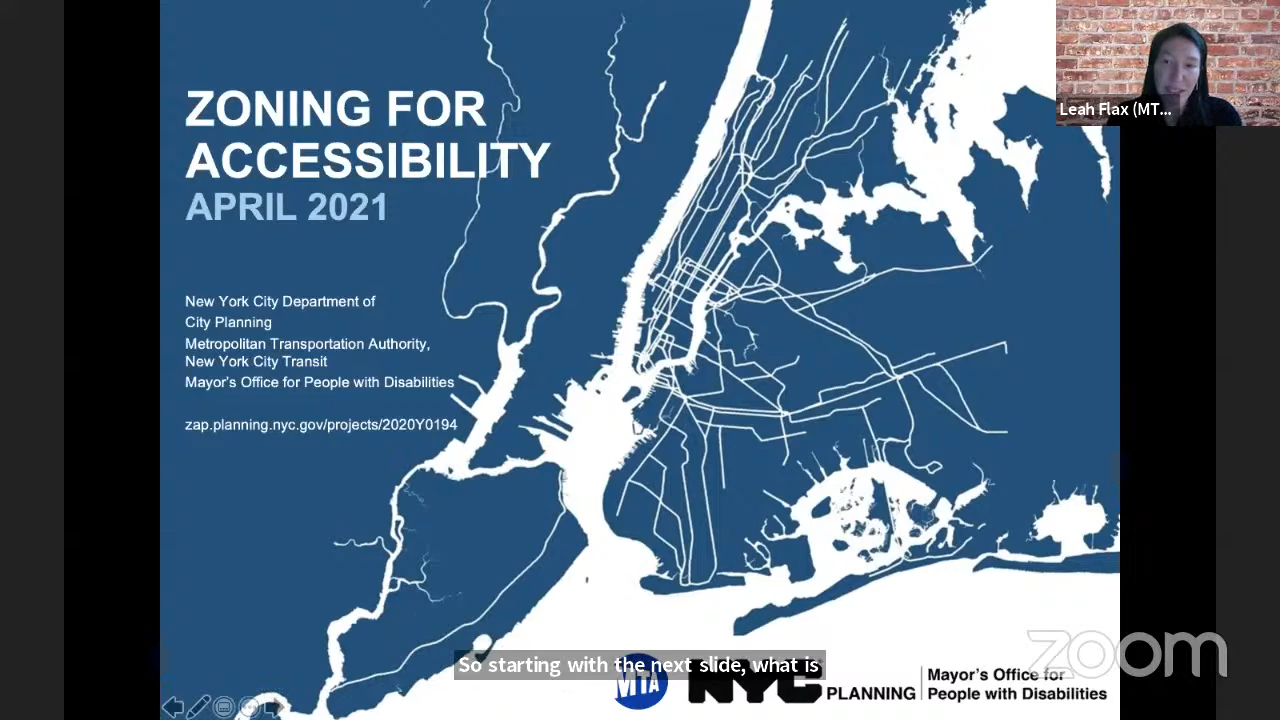 ZONING FOR
ACCESSIBILITY
APRIL 2021
New York City Department of
City Planning
Metropolitan Transportation Authority,
New York City Transit
Mayor's Office for People with Disabilities
zap.planning.nyc.gov/projects/2020Y0194
Leah Flax (MT...
So starting with the next slide, what is
MTA
NYC PLANNING
Mayor's Office for
People with Disabilities
zoom